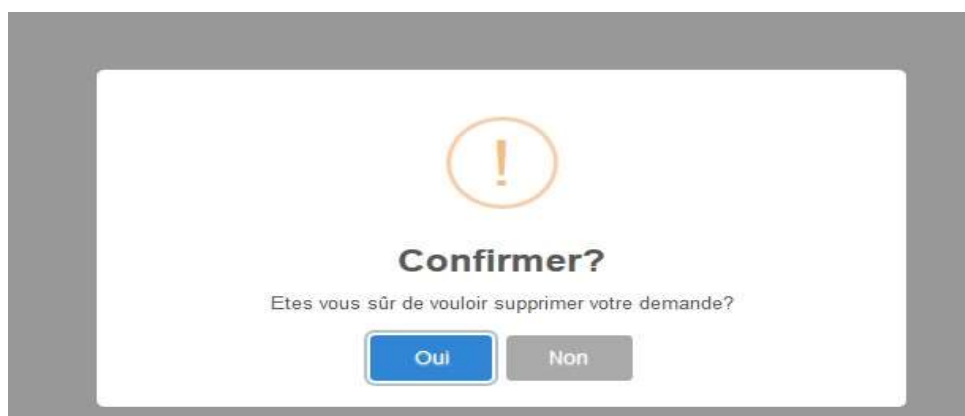 !
Confirmer?
Etes vous sûr de vouloir supprimer votre demande?
Oui
Non